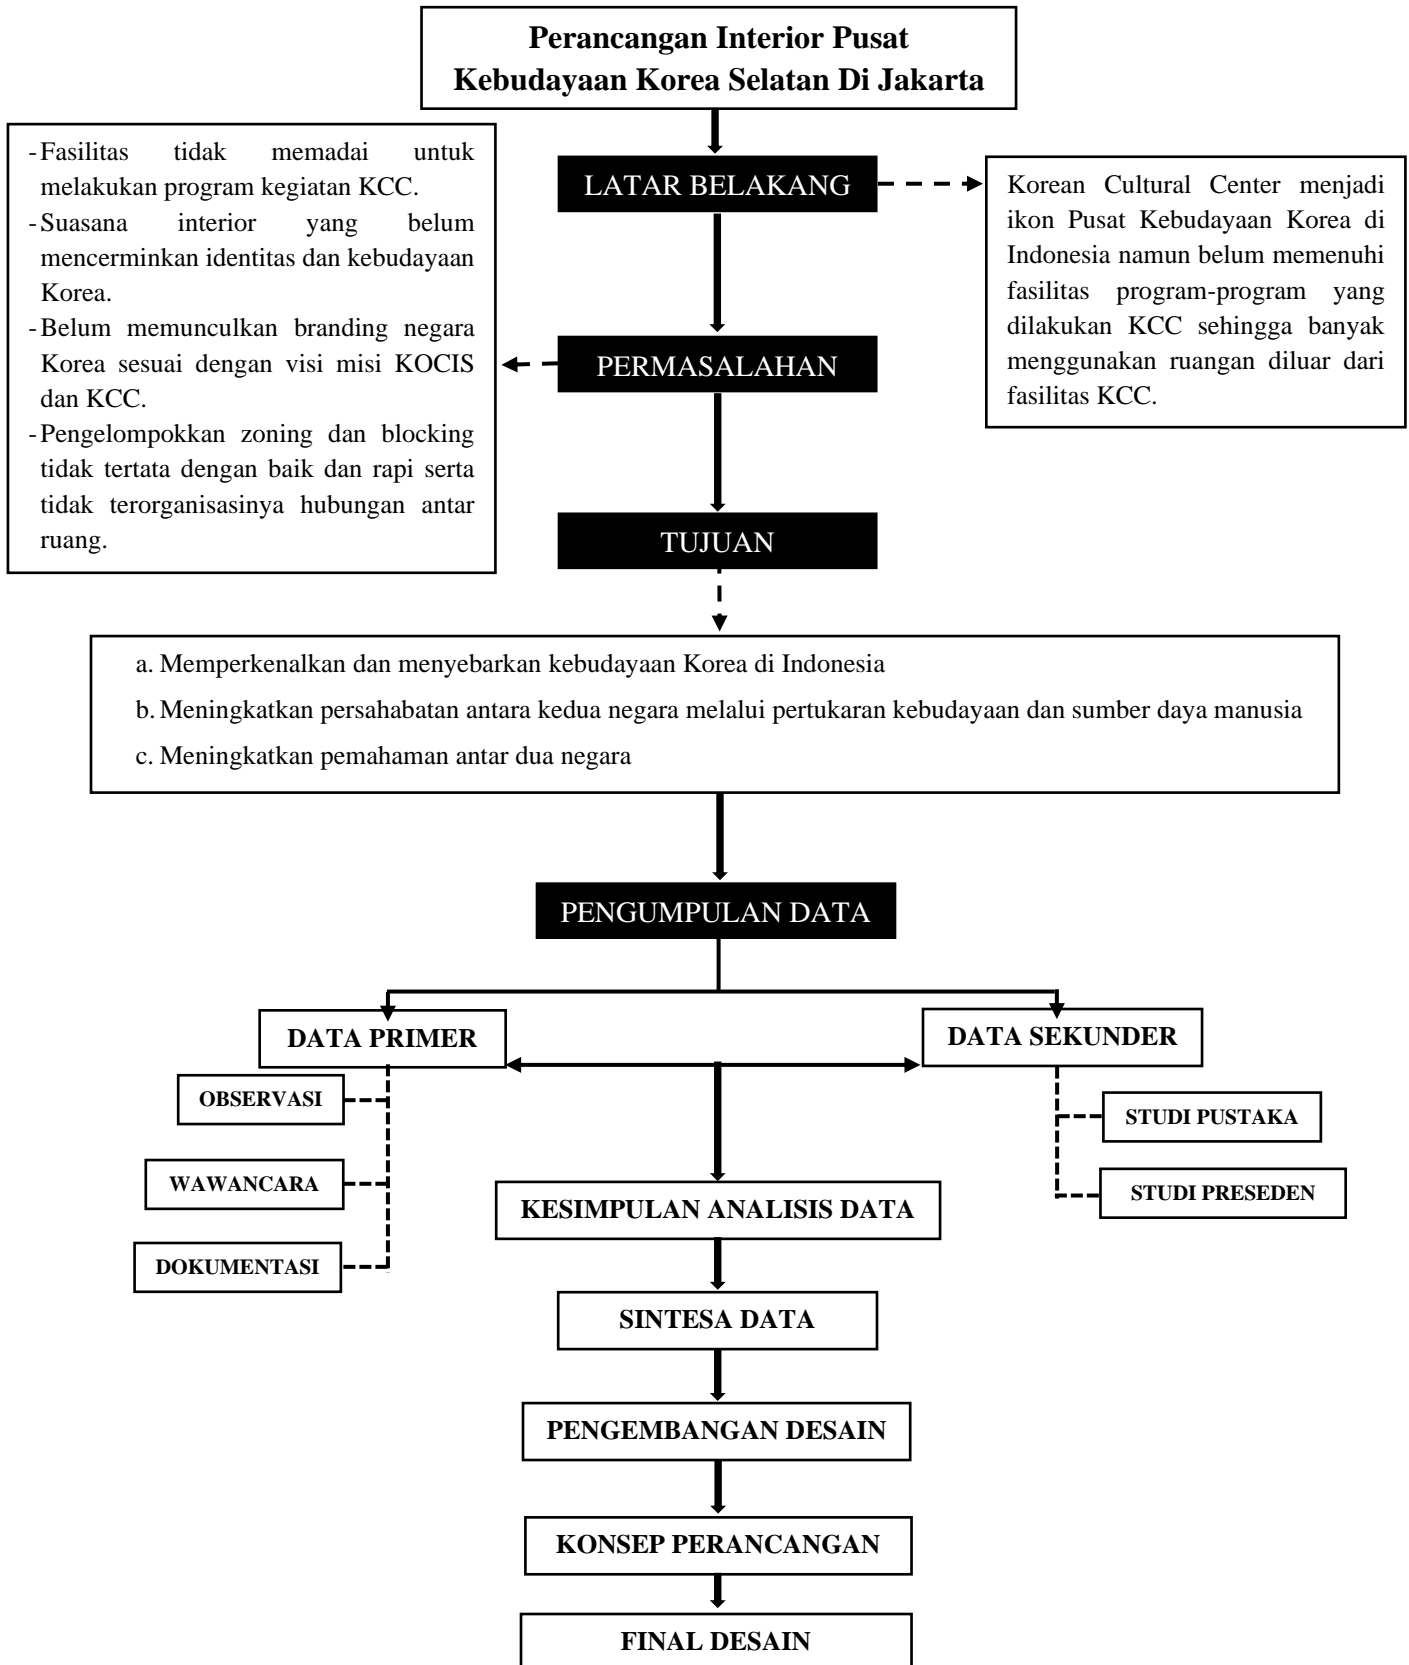 Perancangan Interior Pusat
Kebudayaan Korea Selatan Di Jakarta
LATAR BELAKANG
Korean Cultural Center menjadi
ikon Pusat Kebudayaan Korea di
Indonesia namun belum memenuhi
fasilitas program-program yang
dilakukan KCC sehingga banyak
menggunakan ruangan diluar dari
fasilitas KCC.
PERMASALAHAN
-Fasilitas tidak memadai untuk
melakukan program kegiatan KCC.
-Suasana interior yang belum
mencerminkan identitas dan kebudayaan
Korea.
-Belum memunculkan branding negara
Korea sesuai dengan visi misi KOCIS
dan KCC.
-Pengelompokkan zoning dan blocking
tidak tertata dengan baik dan rapi serta
tidak terorganisasinya hubungan antar
ruang.
TUJUAN
a. Memperkenalkan dan menyebarkan kebudayaan Korea di Indonesia
b. Meningkatkan persahabatan antara kedua negara melalui pertukaran kebudayaan dan sumber daya manusia
c. Meningkatkan pemahaman antar dua negara
PENGUMPULAN DATA
DATA PRIMER
OBSERVASI
WAWANCARA
DOKUMENTASI
DATA SEKUNDER
STUDI PUSTAKA
STUDI PRESEDEN
KESIMPULAN ANALISIS DATA
SINTESA DATA
PENGEMBANGAN DESAIN
KONSEP PERANCANGAN
FINAL DESAIN